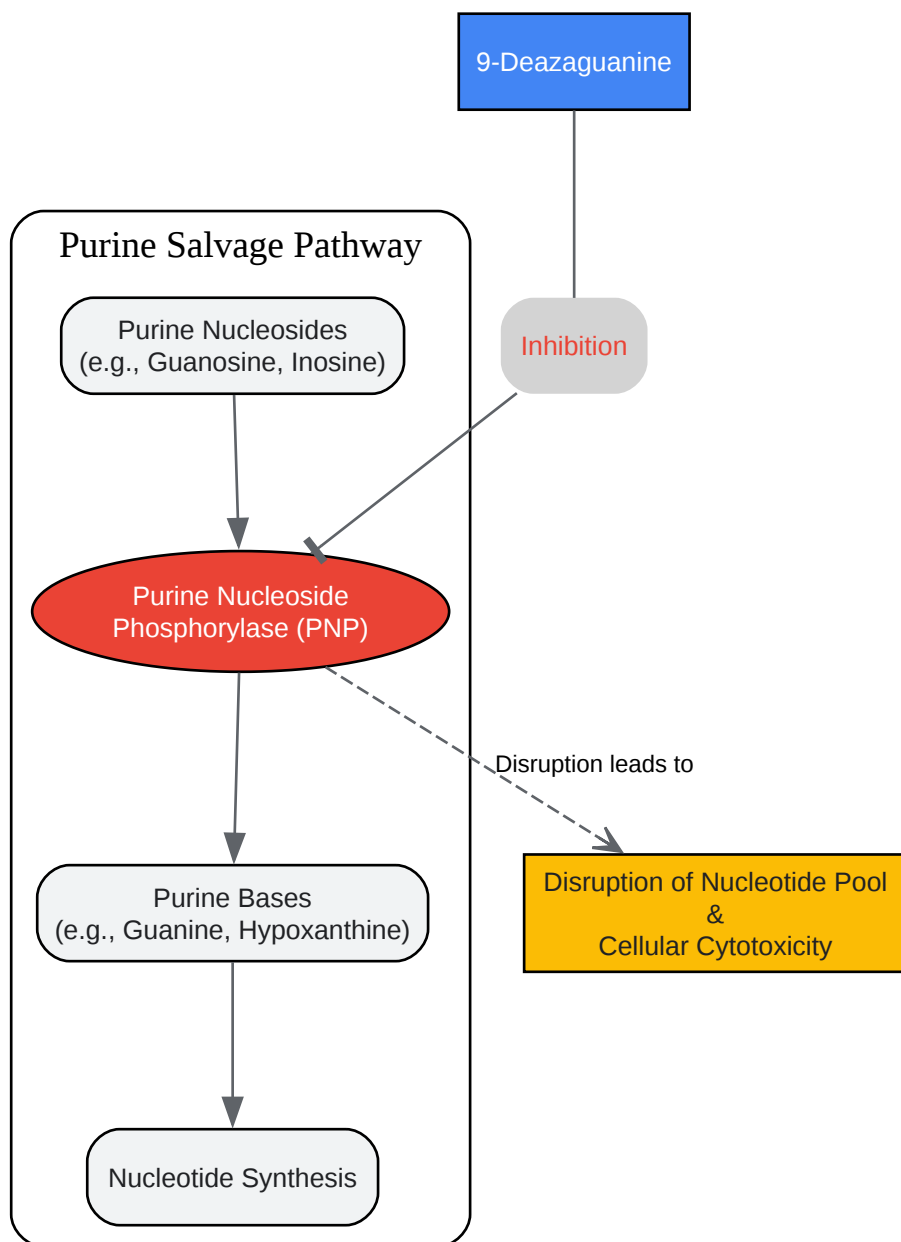 9-Deazaguanine
Purine Salvage Pathway
Purine Nucleosides
(e.g., Guanosine, Inosine)
Inhibition
Purine Nucleoside
Phosphorylase (PNP)
Disruption leads to
Purine Bases
(e.g., Guanine, Hypoxanthine)
Disruption of Nucleotide Pool
&
Cellular Cytotoxicity
Nucleotide Synthesis